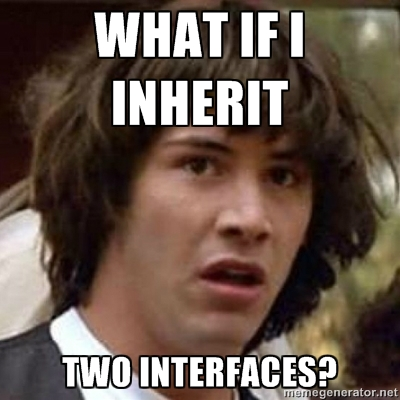 WHAT IF I
INHERIT
TWO INTERFACES?
memegenerator.net